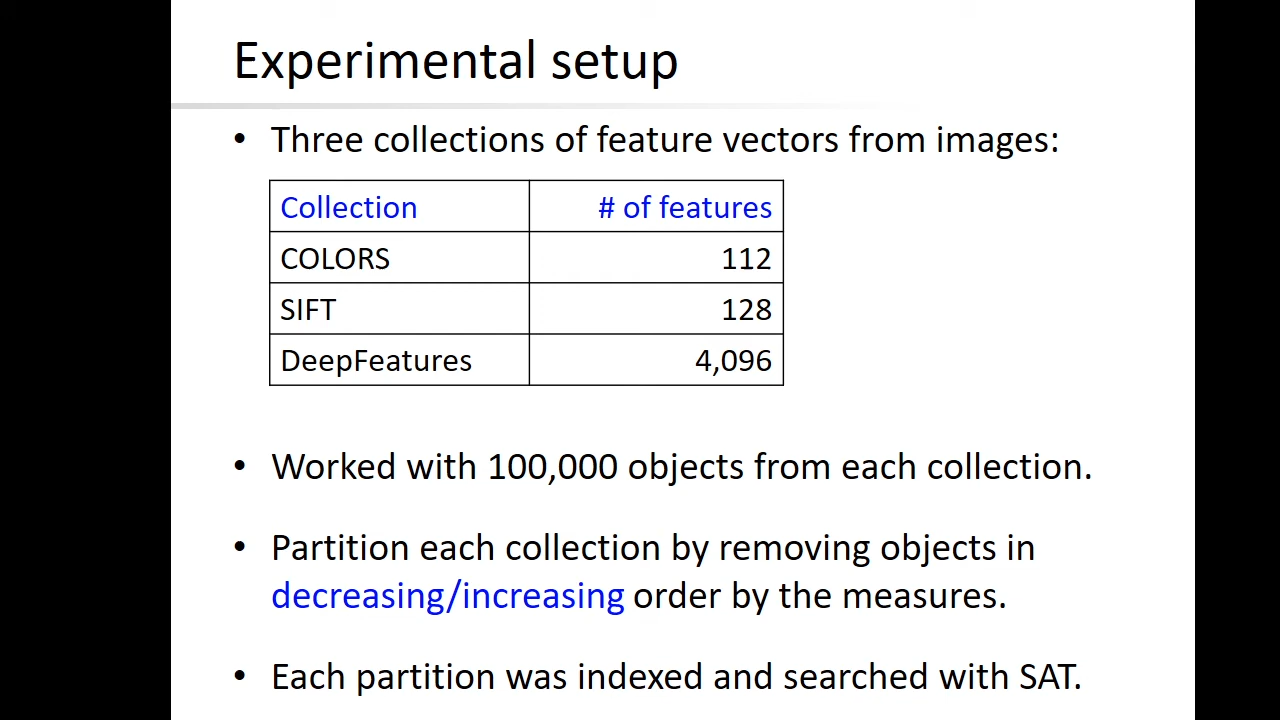 Experimental setup
• Three collections of feature vectors from images:
Collection # of features
COLORS 112
SIFT 128
DeepFeatures 4,096
• Worked with 100,000 objects from each collection.
• Partition each collection by removing objects in
decreasing/increasing order by the measures.
• Each partition was indexed and searched with SAT.